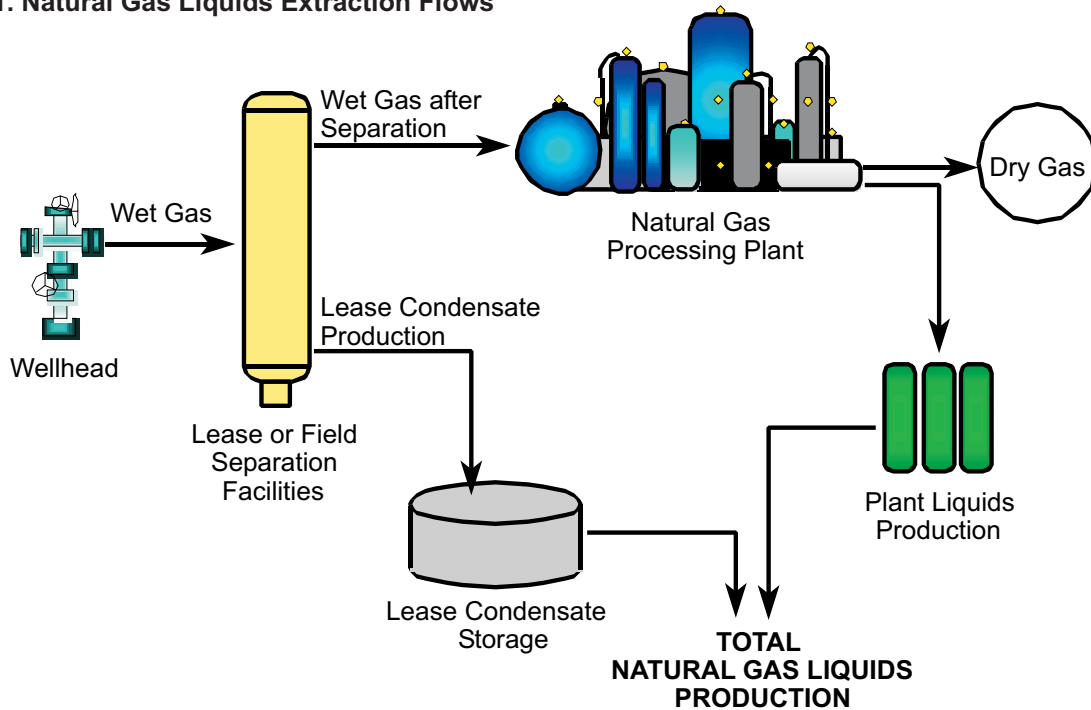 1. Natural Gas Liquids Extraction Flows
Wet Gas after
Separation
Dry Gas
Wet Gas
Natural Gas
Processing Plant
Lease Condensate
Production
Wellhead
Lease or Field
Separation
Facilities
Plant Liquids
Production
Lease Condensate
Storage
TOTAL
NATURAL GAS LIQUIDS
PRODUCTION